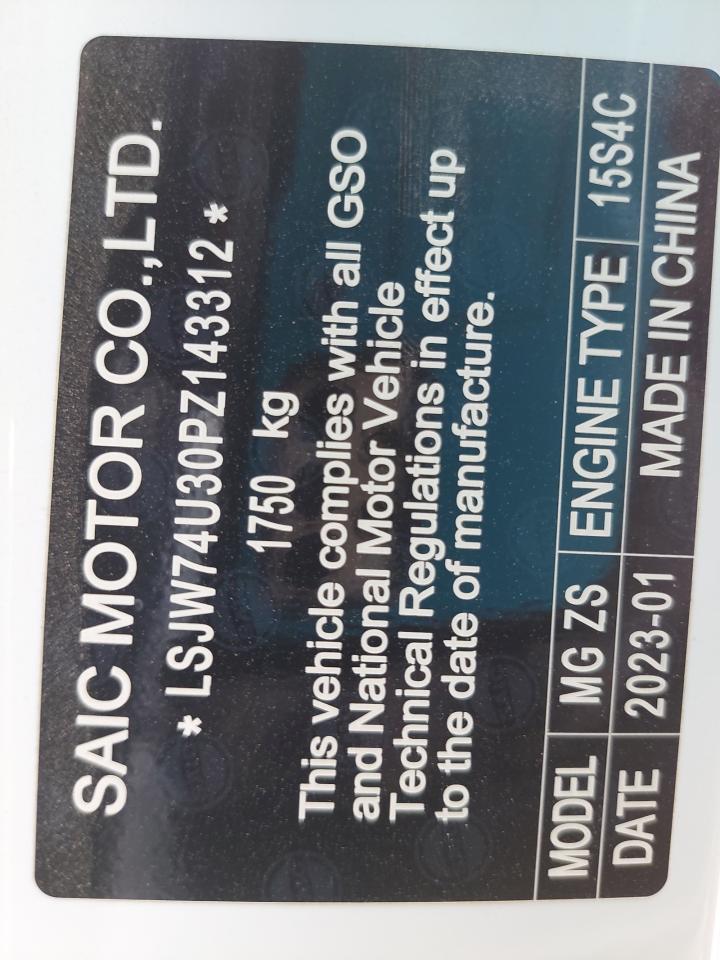 SAIC MOTOR CO.,LTD.
* LSJW74U30PZ143312 *
1750 kg
This vehicle complies with all GSO
and National Motor Vehicle
Technical Regulations in effect up
to the date of manufacture.
MODEL MG ZS ENGINE TYPE 15S4C
DATE 2023-01 MADE IN CHINA